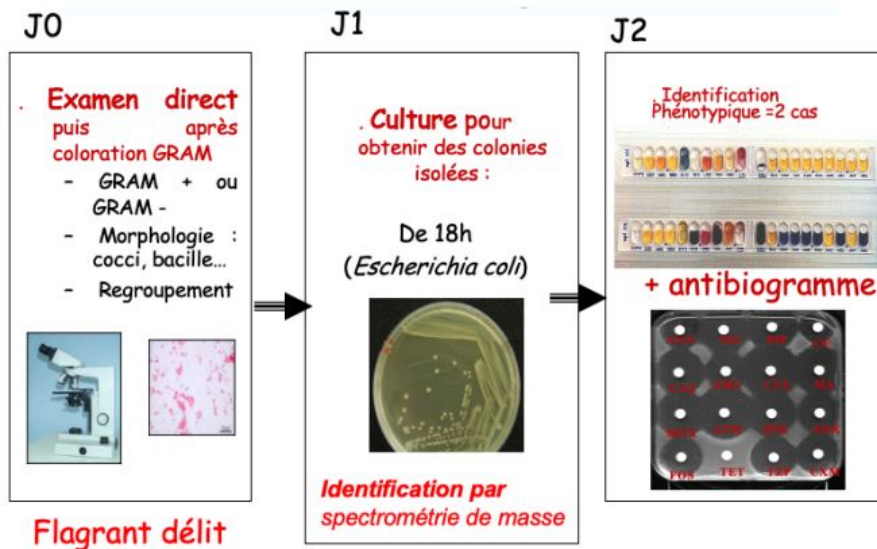 J0
. Examen direct
puis après
coloration GRAM
- GRAM + ou
GRAM -
- Morphologie :
cocci, bacille...
- Regroupement
Flagrant délit
J1
. Culture pour
obtenir des colonies
isolées :
De 18h
(Escherichia coli)
Identification par
spectrométrie de masse
J2
. Identification
Phénotypique =2 cas
+ antibiogramme
FOS TET TZP CXM